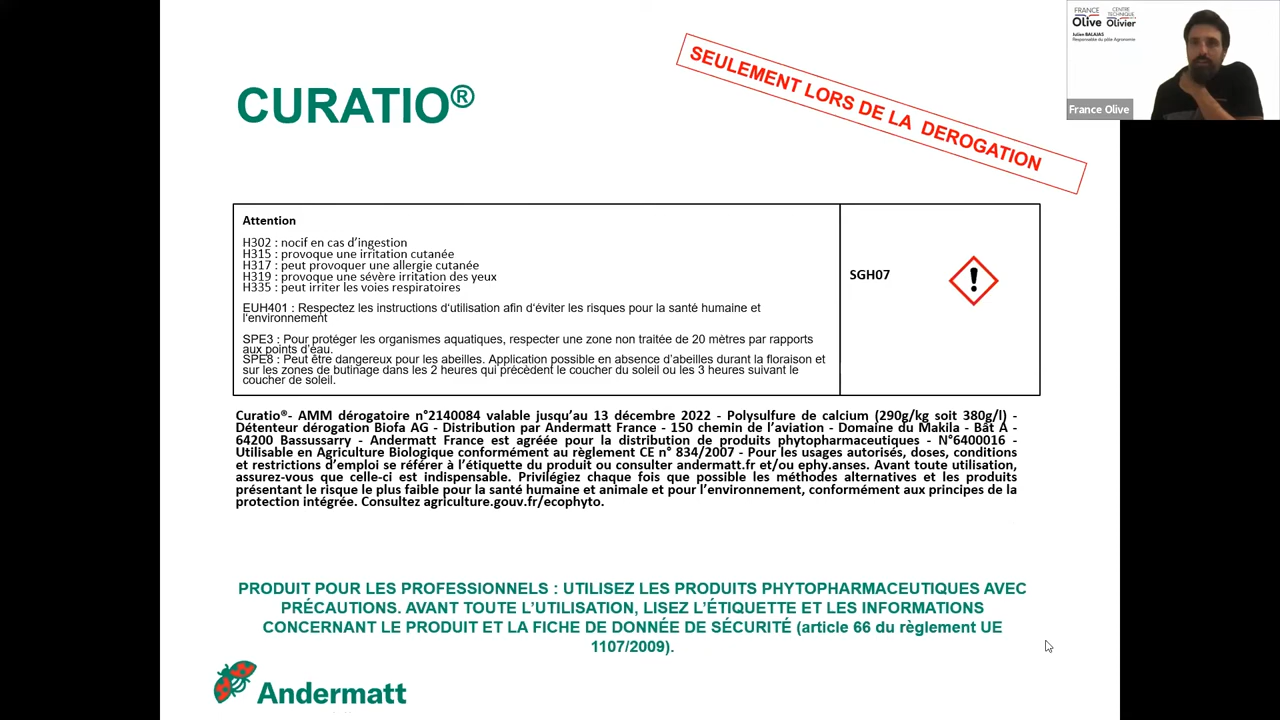 FRANCE
Olive
CENTRE
TECHNIQUE
Olivier
Julien BALAJAS
Responsable du pôle Agronomie
France Olive
SEULEMENT LORS DE LA DEROGATION
CURATIO®
Attention
H302 : nocif en cas d’ingestion
H315 : provoque une irritation cutanée
H317 : peut provoquer une allergie cutanée
H319 : provoque une sévère irritation des yeux
H335 : peut irriter les voies respiratoires
EUH401 : Respectez les instructions d'utilisation afin d'éviter les risques pour la santé humaine et
l'environnement
SPE3 : Pour protéger les organismes aquatiques, respecter une zone non traitée de 20 mètres par rapports
aux points d’eau.
SPE8 : Peut être dangereux pour les abeilles. Application possible en absence d’abeilles durant la floraison et
sur les zones de butinage dans les 2 heures qui précèdent le coucher du soleil ou les 3 heures suivant le
coucher de soleil.
SGH07
Curatio®- AMM dérogatoire n°2140084 valable jusqu’au 13 décembre 2022 - Polysulfure de calcium (290g/kg soit 380g/l) -
Détenteur dérogation Biofa AG - Distribution par Andermatt France - 150 chemin de l’aviation - Domaine du Makila - Bât A -
64200 Bassussarry - Andermatt France est agréée pour la distribution de produits phytopharmaceutiques - N°6400016 -
Utilisable en Agriculture Biologique conformément au règlement CE n° 834/2007 - Pour les usages autorisés, doses, conditions
et restrictions d’emploi se référer à l’étiquette du produit ou consulter andermatt.fr et/ou ephy.anses. Avant toute utilisation,
assurez-vous que celle-ci est indispensable. Privilégiez chaque fois que possible les méthodes alternatives et les produits
présentant le risque le plus faible pour la santé humaine et animale et pour l’environnement, conformément aux principes de la
protection intégrée. Consultez agriculture.gouv.fr/ecophyto.
PRODUIT POUR LES PROFESSIONNELS : UTILISEZ LES PRODUITS PHYTOPHARMACEUTIQUES AVEC
PRÉCAUTIONS. AVANT TOUTE L’UTILISATION, LISEZ L’ÉTIQUETTE ET LES INFORMATIONS
CONCERNANT LE PRODUIT ET LA FICHE DE DONNÉE DE SÉCURITÉ (article 66 du règlement UE
1107/2009).
Andermatt